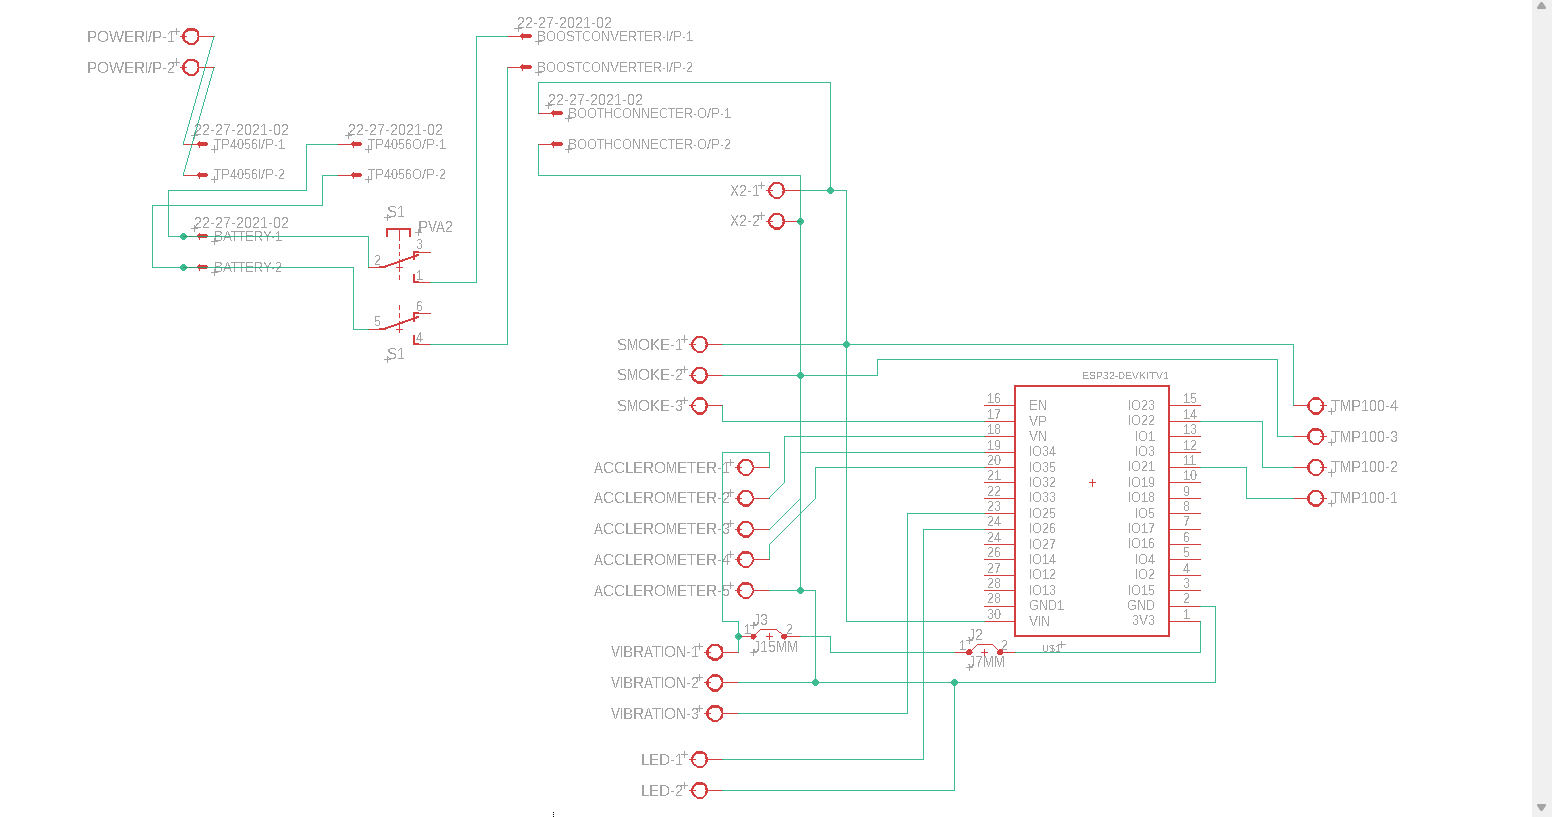 22-27-2021-02
POWERI/P-1
BOOSTCONVERTER-I/P-1
POWERI/P-2
BOOSTCONVERTER-I/P-2
22-27-2021-02
BOOTHCONNECTER-O/P-1
22-27-2021-02
22-27-2021-02
TP4056I/P-1
TP4056O/P-1
BOOTHCONNECTER-O/P-2
TP4056I/P-2
TP4056O/P-2
X2-1
S1
22-27-2021-02
PVA2
X2-2
BATTERY-1
3
2
BATTERY-2
1
6
5
4
S1
SMOKE-1
SMOKE-2
ESP32-DEVKITV1
SMOKE-3
16 EN IO23 15
TMP100-4
17 VP IO22 14
18 VN IO1 13
TMP100-3
19 IO34 IO3 12
ACCLEROMETER-1
20 IO35 IO21 11
TMP100-2
21 IO32 IO19 10
ACCLEROMETER-2
22 IO33 IO18 9
TMP100-1
23 IO25 IO5 8
ACCLEROMETER-3
24 IO26 IO17 7
24 IO27 IO16 6
ACCLEROMETER-4
26 IO14 IO4 5
27 IO12 IO2 4
ACCLEROMETER-5
28 IO13 IO15 3
28 GND1 GND 2
30 VIN 3V3 1
J3
1 2
J15MM
J2
1 2
J7MM
VIBRATION-1
VIBRATION-2
VIBRATION-3
LED-1
LED-2